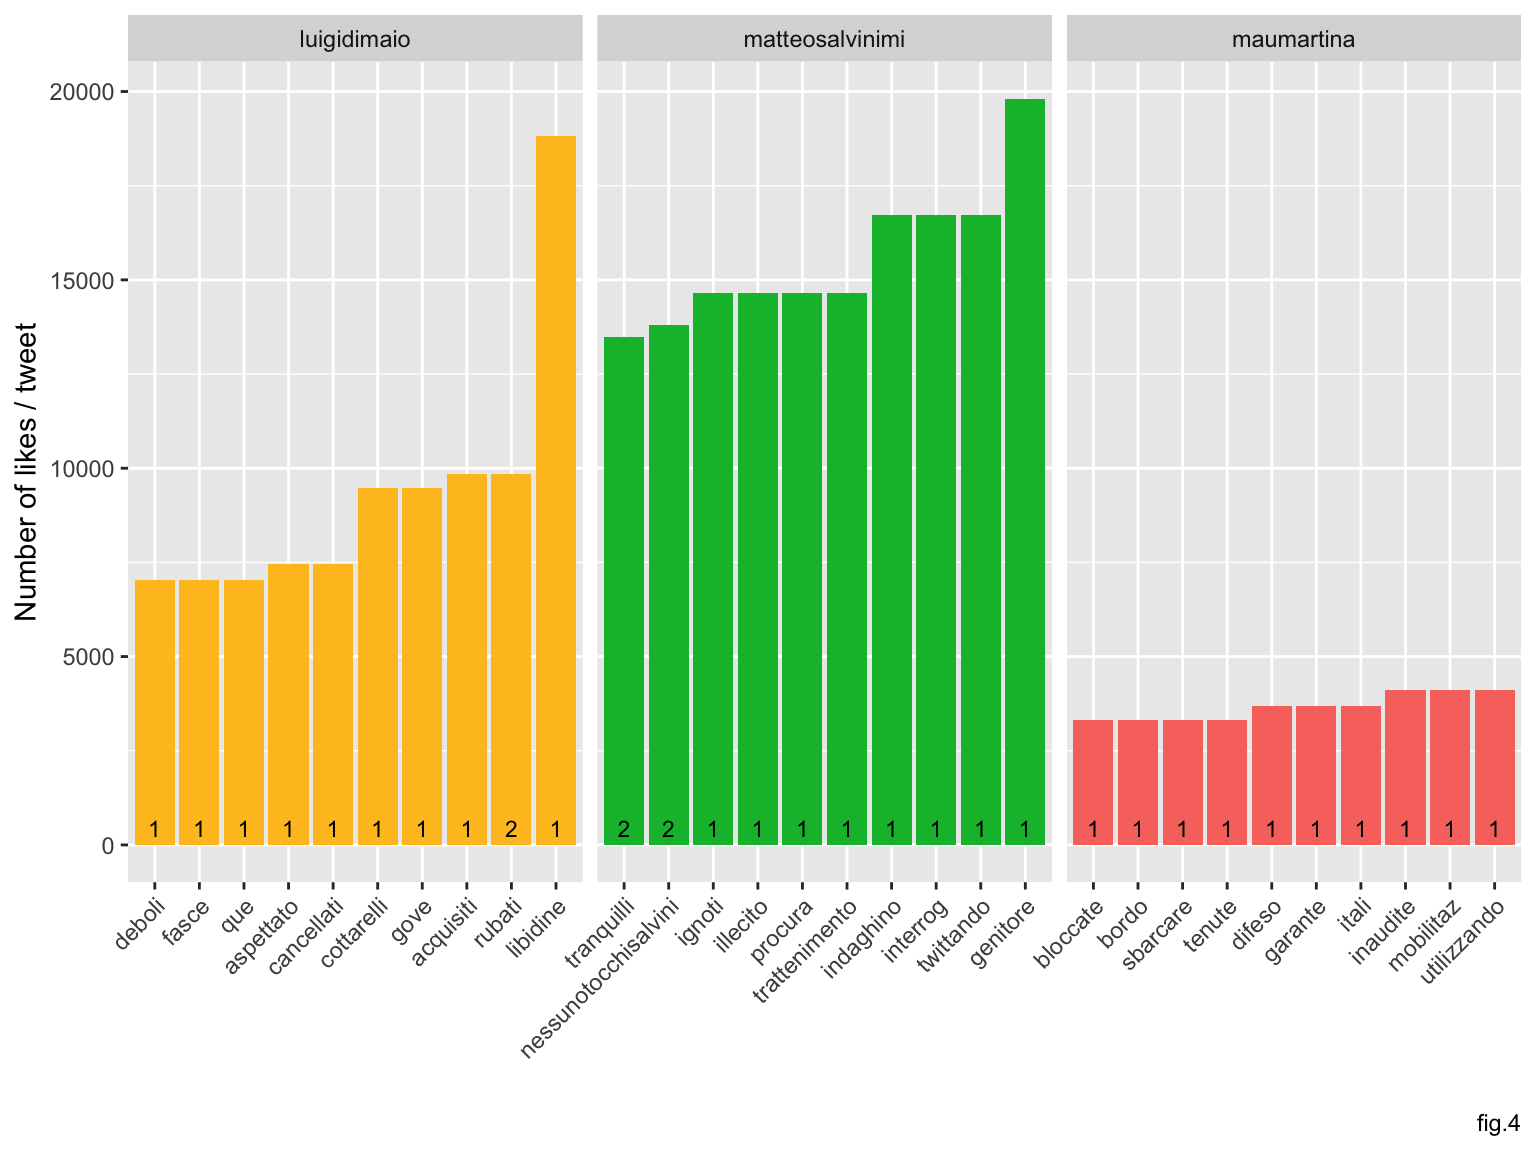 luigidimaio matteosalvinimi maumartina
Number of likes / tweet
20000
15000
10000
5000
0
1 1 1 1 1 1 1 1 2 1 2 2 1 1 1 1 1 1 1 1 1 1 1 1 1 1 1 1 1 1
deboli fasce que aspettato cancellati cottarelli gove acquisiti rubati libidine tranquilli nessunotocchisalvini ignoti illecito procura trattenimento indaghino interrog twittando genitore bloccate bordo sbarcare tenute difeso garante itali inaudite mobilitaz utilizzando
fig.4